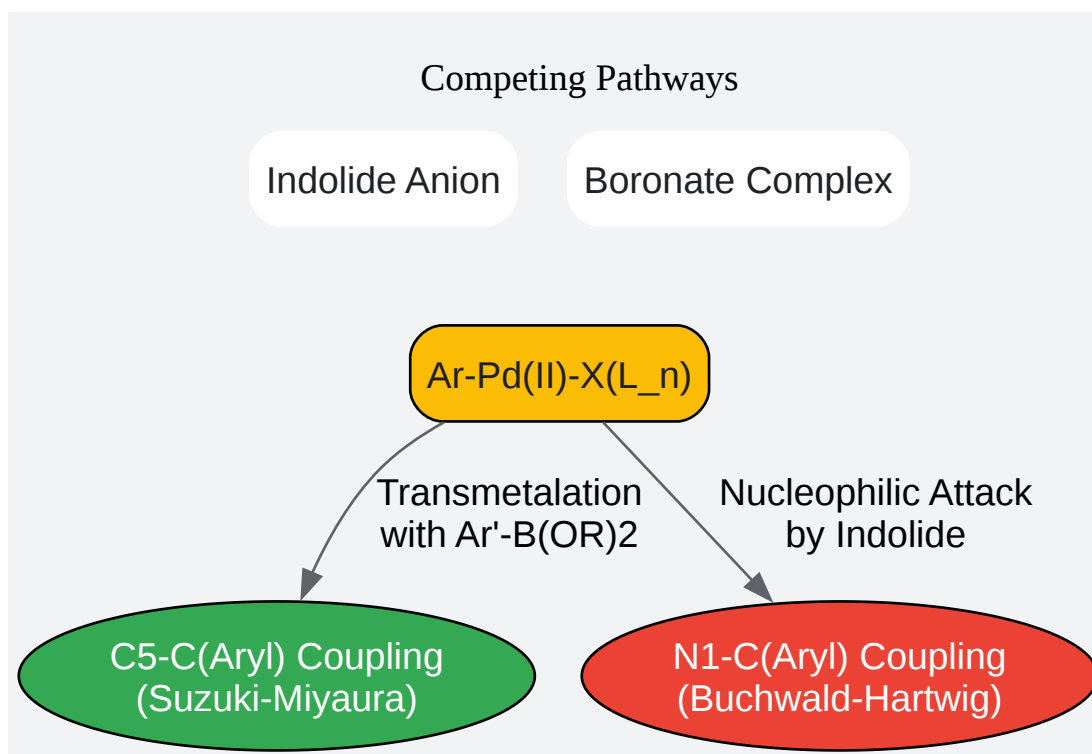 Competing Pathways
Indolide Anion
Boronate Complex
Ar-Pd(II)-X(L_n)
Transmetalation
with Ar'-B(OR)2
Nucleophilic Attack
by Indolide
C5-C(Aryl) Coupling
(Suzuki-Miyaura)
N1-C(Aryl) Coupling
(Buchwald-Hartwig)